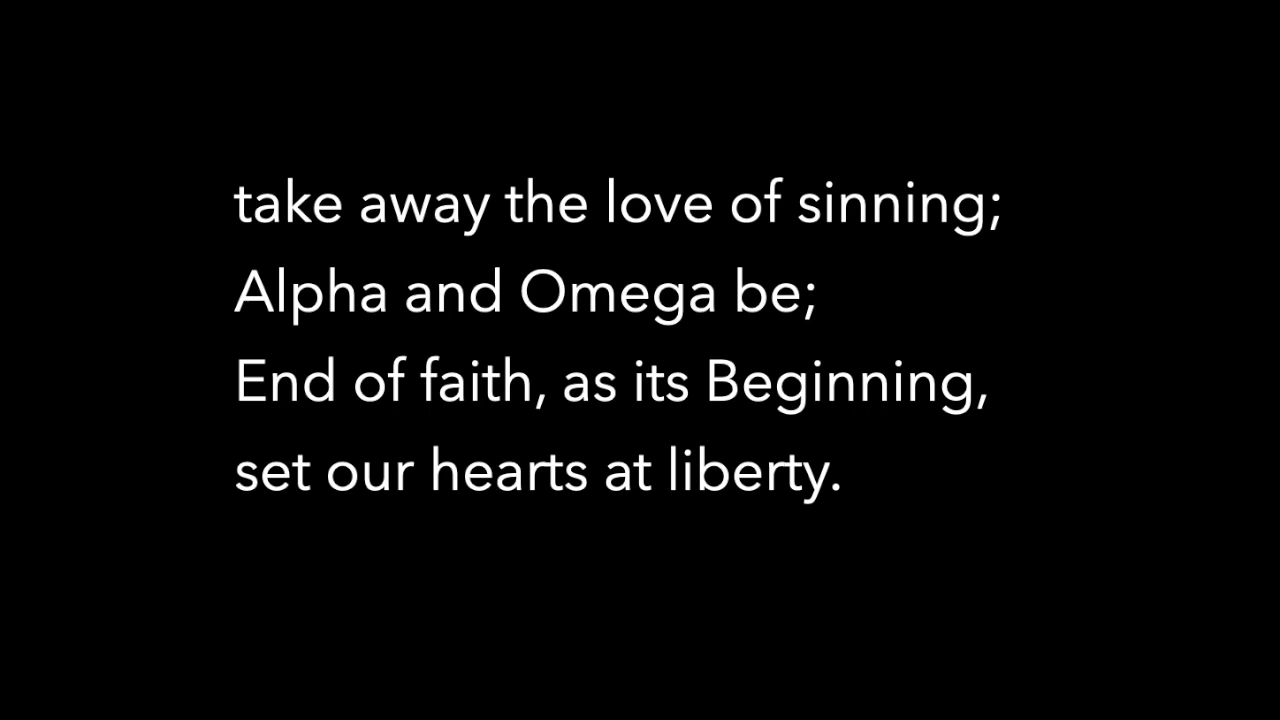 take away the love of sinning;
Alpha and Omega be;
End of faith, as its Beginning,
set our hearts at liberty.